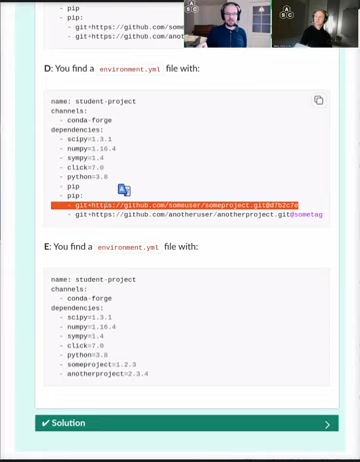 - pip
- pip:
- git+https://github.com/some
- git+https://github.com/ano
D: You find a environment.yml file with:
name: student-project
channels:
- conda-forge
dependencies:
- scipy=1.3.1
- numpy=1.16.4
- sympy=1.4
- click=7.0
- python=3.8
- pip
- pip:
- git+https://github.com/someuser/someproject.git@d7b2c7e
- git+https://github.com/anotheruser/anotherproject.git@sometag
E: You find a environment.yml file with:
name: student-project
channels:
- conda-forge
dependencies:
- scipy=1.3.1
- numpy=1.16.4
- sympy=1.4
- click=7.0
- python=3.8
- someproject=1.2.3
- anotherproject=2.3.4
✔ Solution